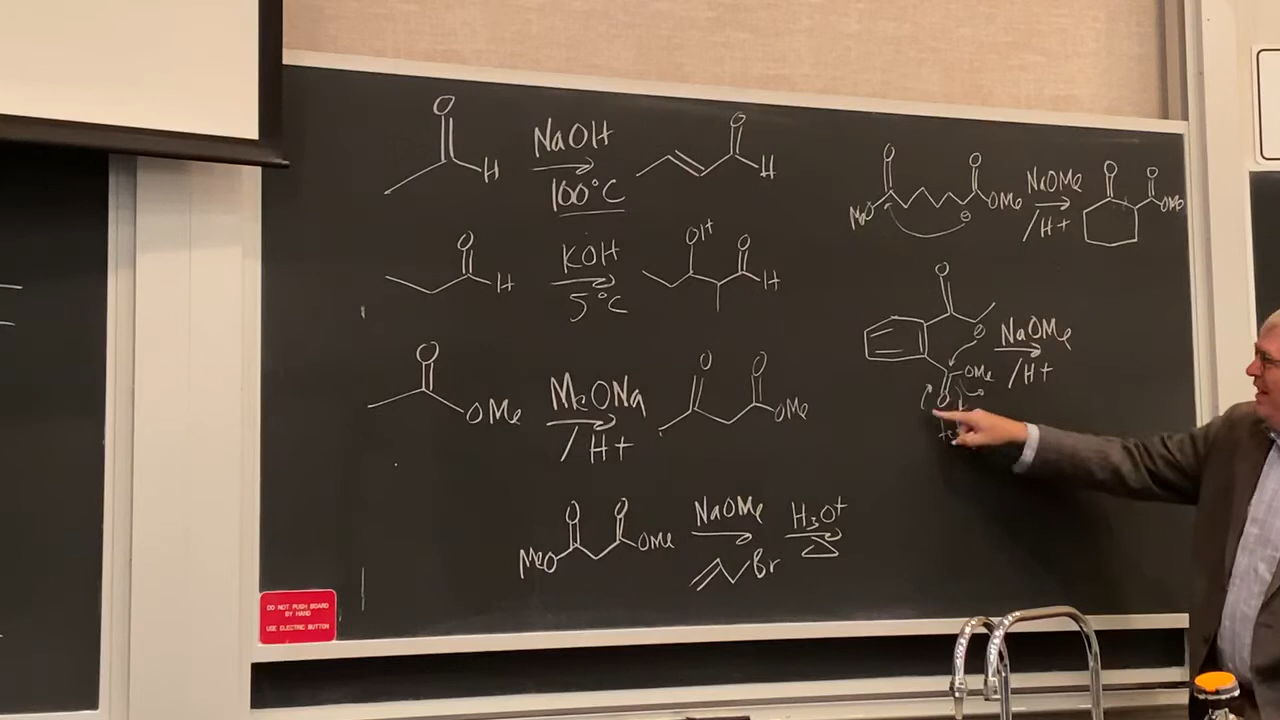 O
H
NaOH
100°C
O
H
O
H
KOH
5°C
OH
O
H
O
OMe
MeONa
/ H+
O
O
OMe
O
O
MeO
OMe
NaOMe
Br
H3O+
Δ
O
O
MeO
OMe
⊖
NaOMe
/ H+
O
O
OMe
O
⊖
OMe
O
NaOMe
/ H+
DO NOT PUSH BOARD
BY HAND
USE ELECTRIC BUTTON